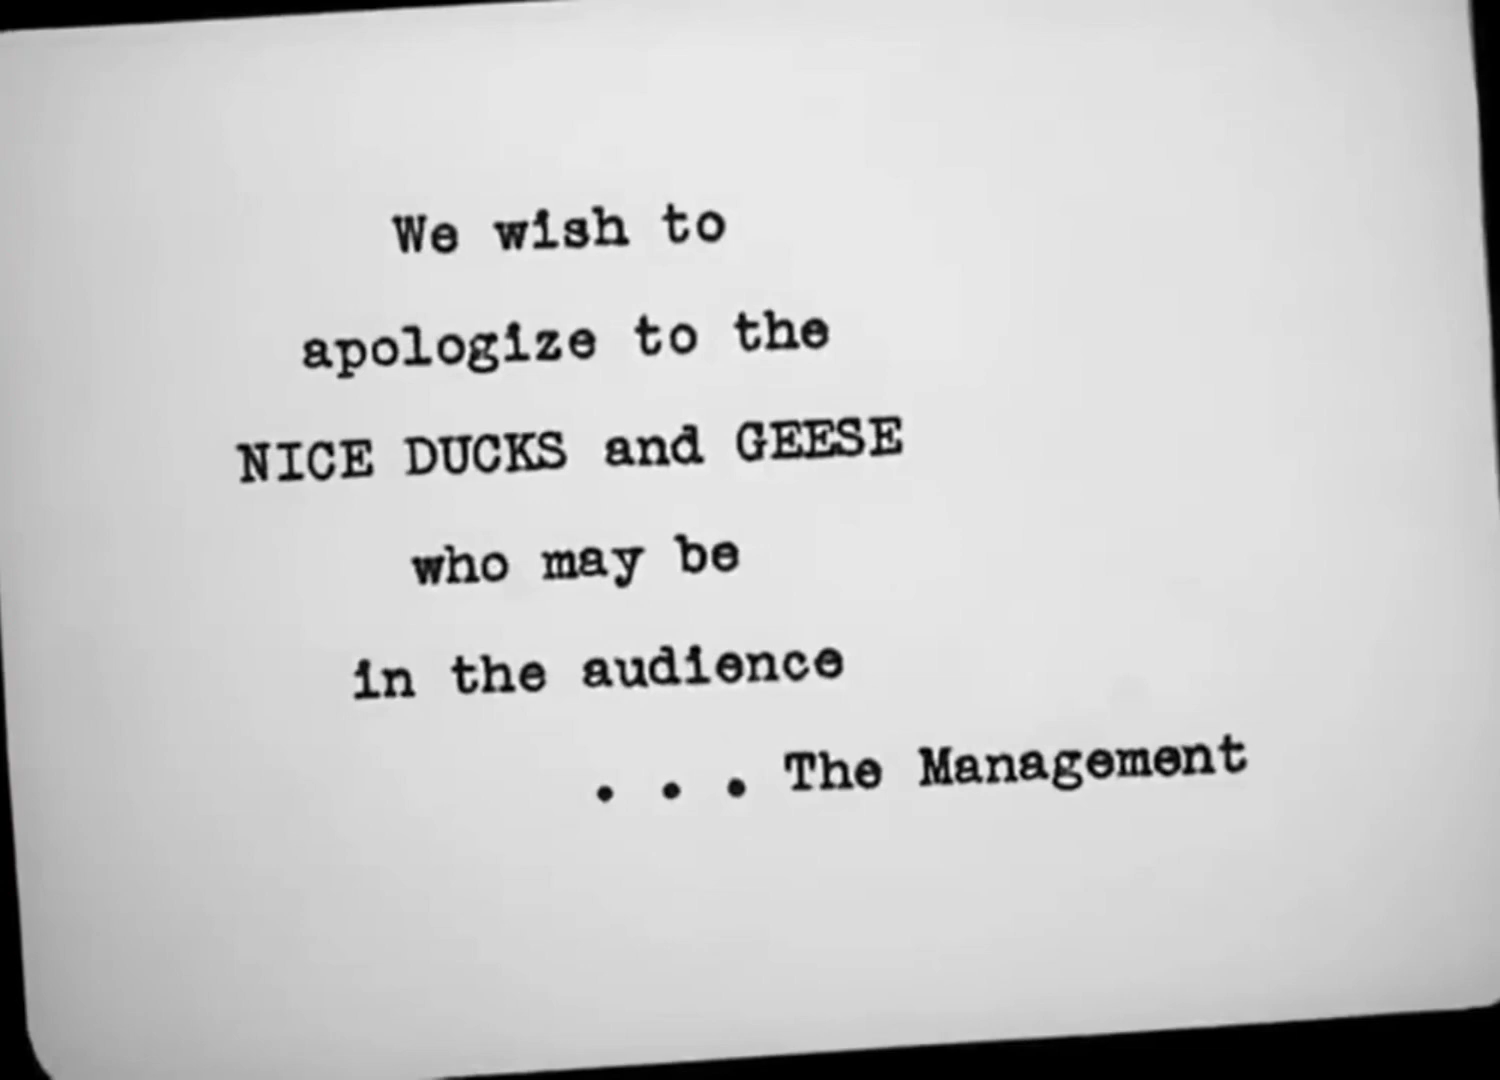 We wish to
apologize to the
NICE DUCKS and GEESE
who may be
in the audience
. . . The Management